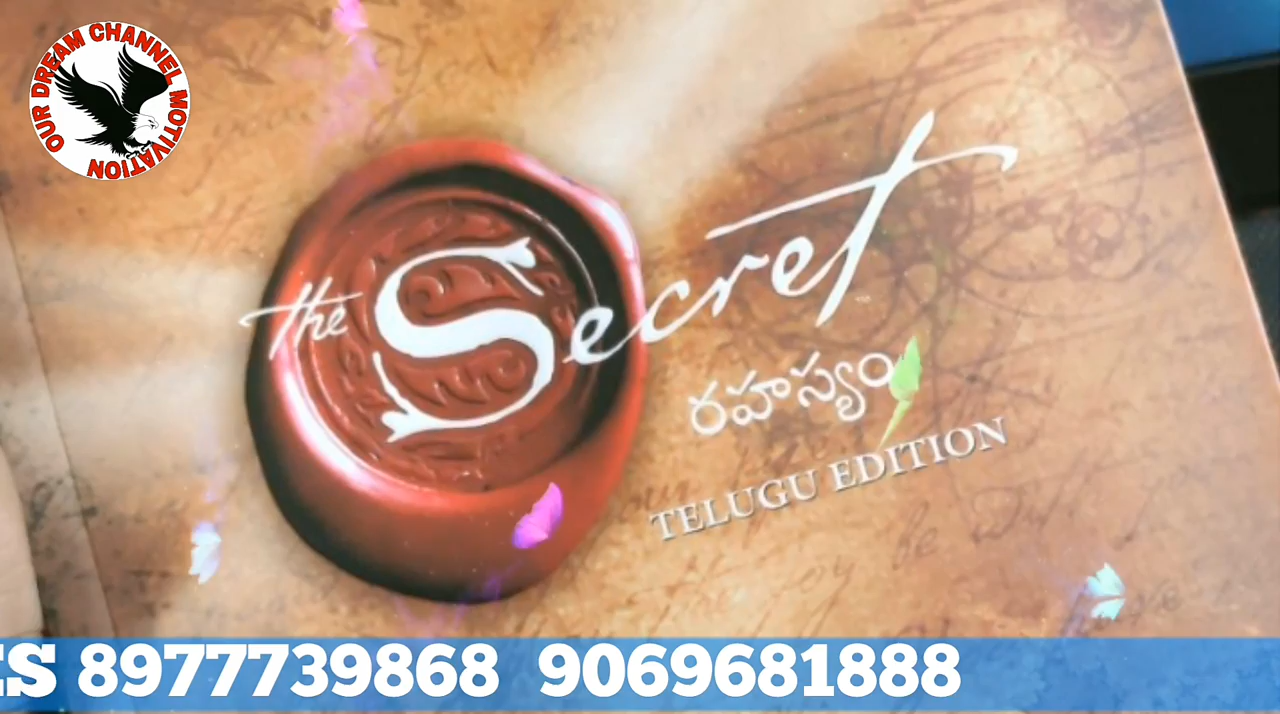 OUR DREAM CHANNEL MOTIVATION
the Secret
రహస్యం
TELUGU EDITION
8977739868 9069681888